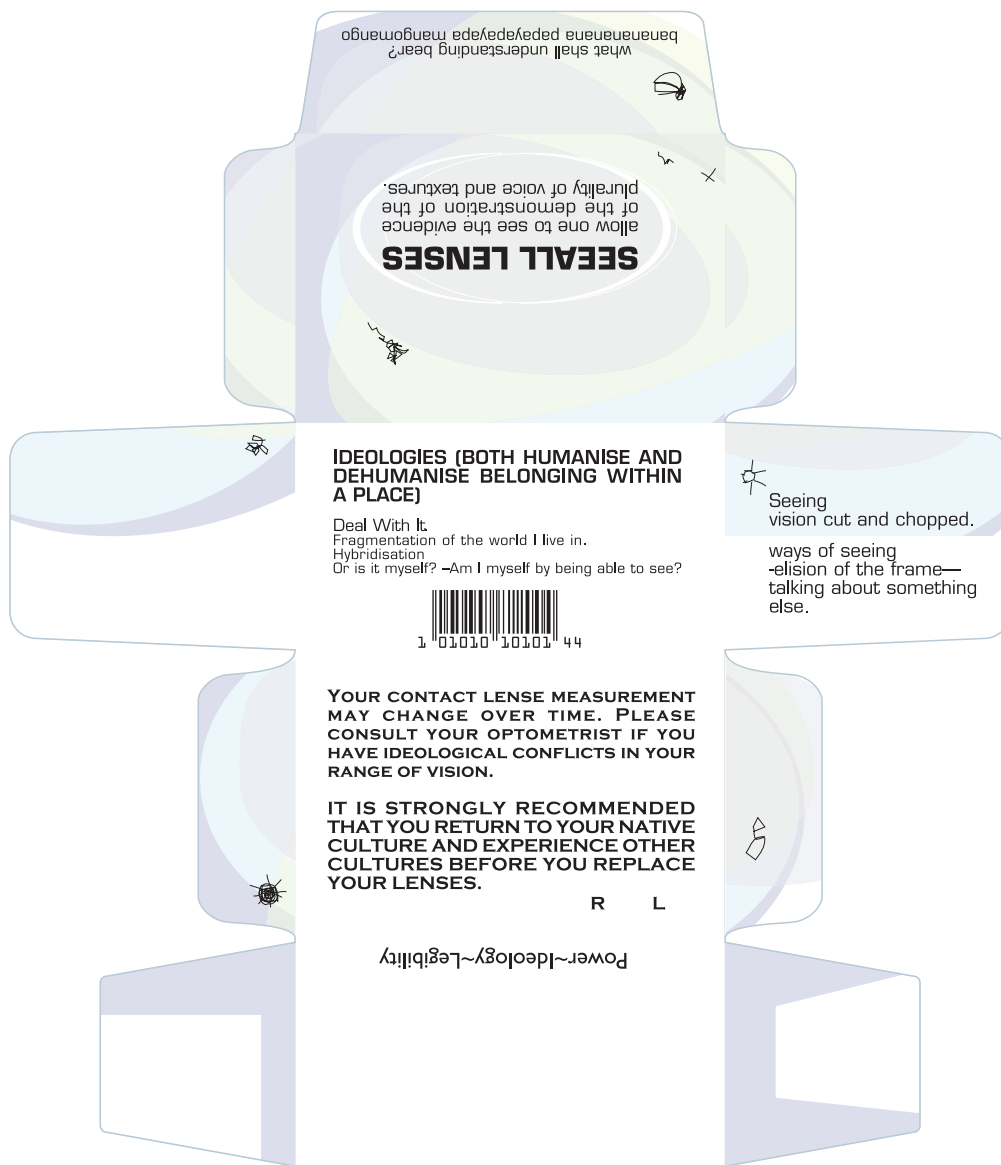 what shall understanding bear?
banananana papayapayapa mangomango
SEEALL LENSES
allow one to see the evidence
of the demonstration of the
plurality of voice and textures.
IDEOLOGIES (BOTH HUMANISE AND
DEHUMANISE BELONGING WITHIN
A PLACE)
Deal With It.
Fragmentation of the world I live in.
Hybridisation
Or is it myself? –Am I myself by being able to see?
1 01010 10101 44
Seeing
vision cut and chopped.
ways of seeing
-elision of the frame—
talking about something
else.
YOUR CONTACT LENSE MEASUREMENT
MAY CHANGE OVER TIME. PLEASE
CONSULT YOUR OPTOMETRIST IF YOU
HAVE IDEOLOGICAL CONFLICTS IN YOUR
RANGE OF VISION.
IT IS STRONGLY RECOMMENDED
THAT YOU RETURN TO YOUR NATIVE
CULTURE AND EXPERIENCE OTHER
CULTURES BEFORE YOU REPLACE
YOUR LENSES.
R L
Power~Ideology~Legibility